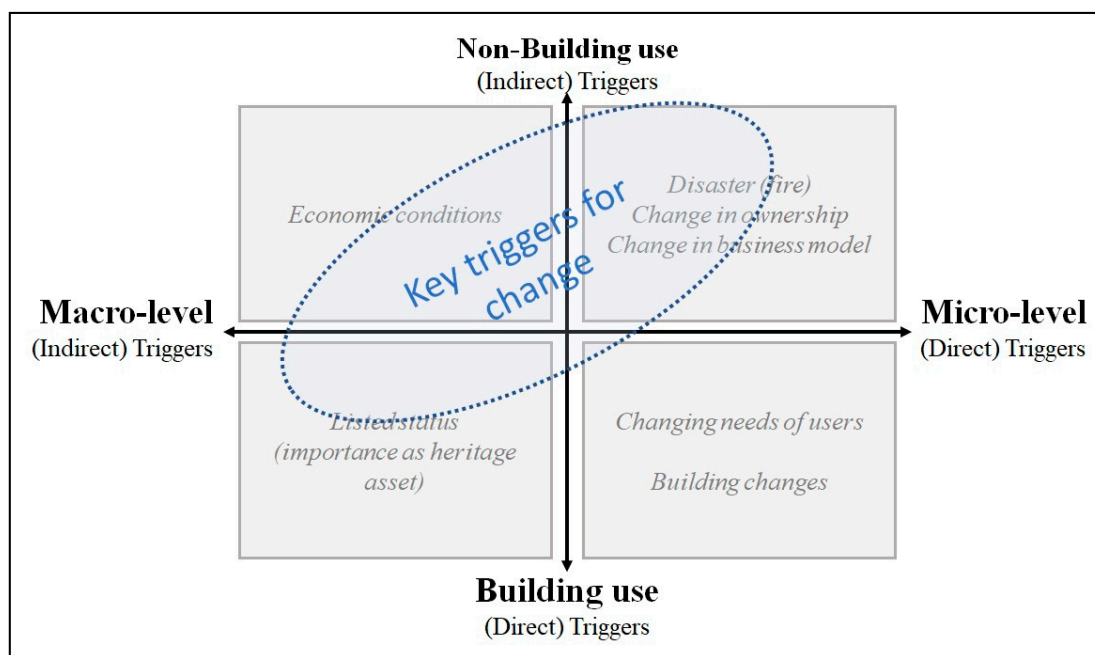 Non-Building use
(Indirect) Triggers
Economic conditions
Disaster (fire)
Change in ownership
Change in business model
Key triggers for
change
Macro-level
(Indirect) Triggers
Micro-level
(Direct) Triggers
Listed status
(importance as heritage
asset)
Changing needs of users
Building changes
Building use
(Direct) Triggers